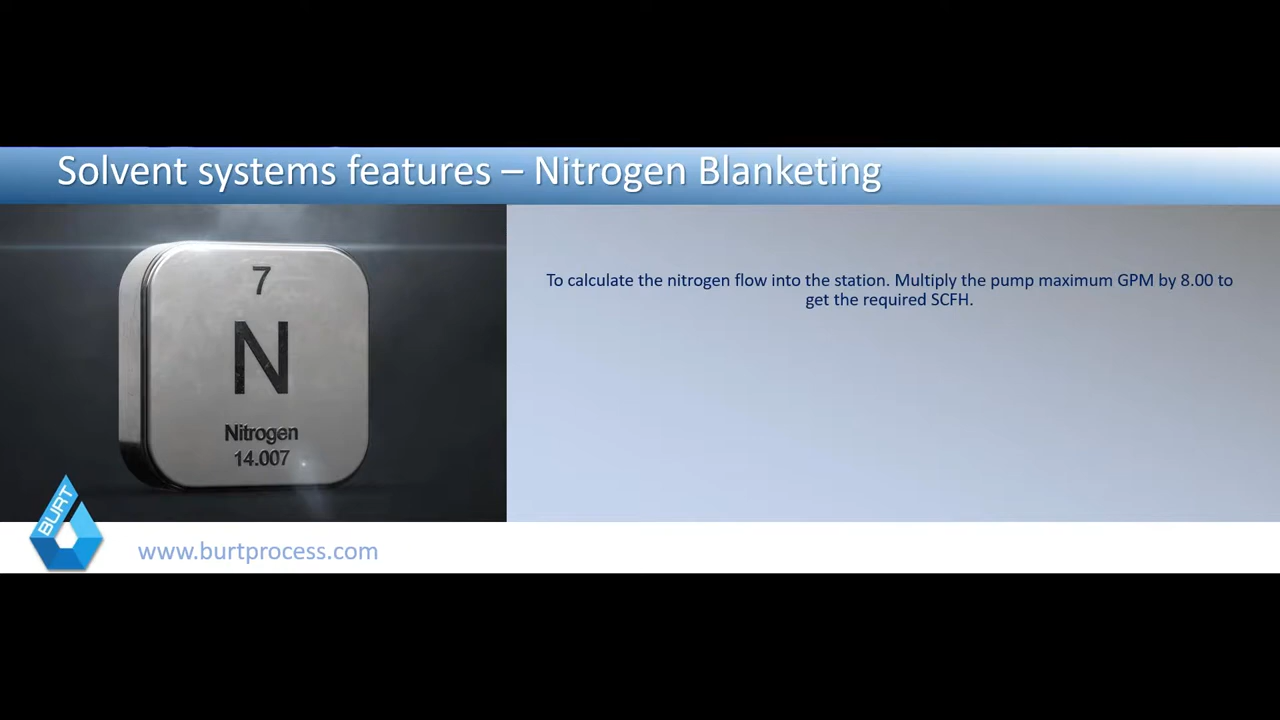 Solvent systems features – Nitrogen Blanketing
7
N
Nitrogen
14.007
To calculate the nitrogen flow into the station. Multiply the pump maximum GPM by 8.00 to
get the required SCFH.
BURT
www.burtprocess.com